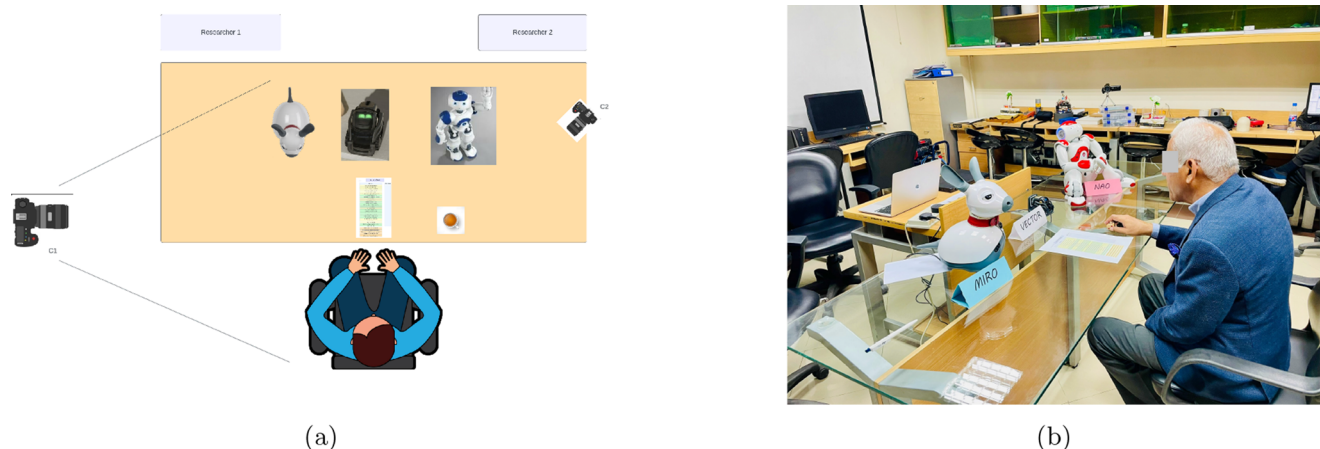 Researcher 1
Researcher 2
C2
C1
NAO
VECTOR
MIRO
(a)
(b)